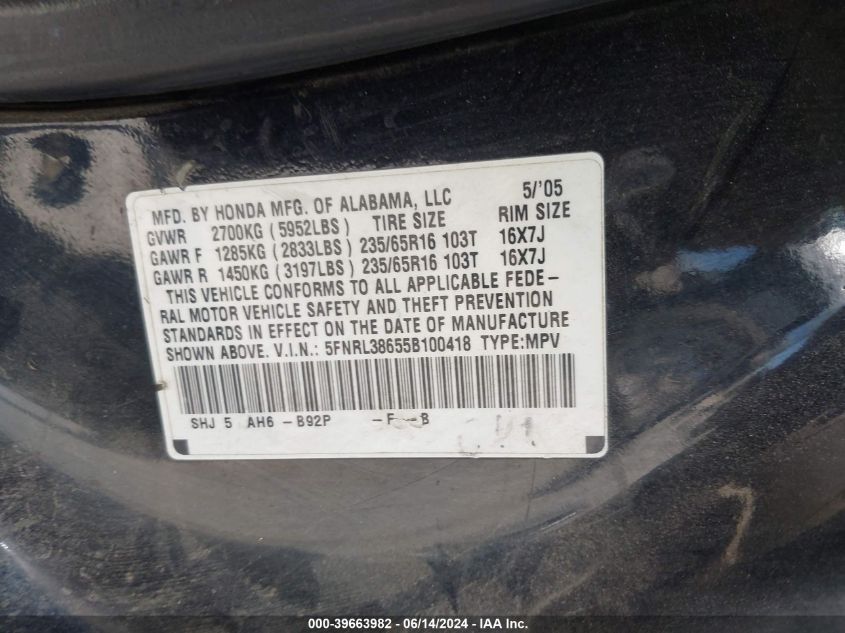 MFD. BY HONDA MFG. OF ALABAMA, LLC 5/'05
GVWR 2700KG (5952LBS) TIRE SIZE RIM SIZE
GAWR F 1285KG (2833LBS) 235/65R16 103T 16X7J
GAWR R 1450KG (3197LBS) 235/65R16 103T 16X7J
THIS VEHICLE CONFORMS TO ALL APPLICABLE FEDE-
RAL MOTOR VEHICLE SAFETY AND THEFT PREVENTION
STANDARDS IN EFFECT ON THE DATE OF MANUFACTURE
SHOWN ABOVE. V.I.N.: 5FNRL38655B100418 TYPE:MPV
SHJ 5 AH6 -B92P -F -B
000-39663982 - 06/14/2024 - IAAI, Inc.